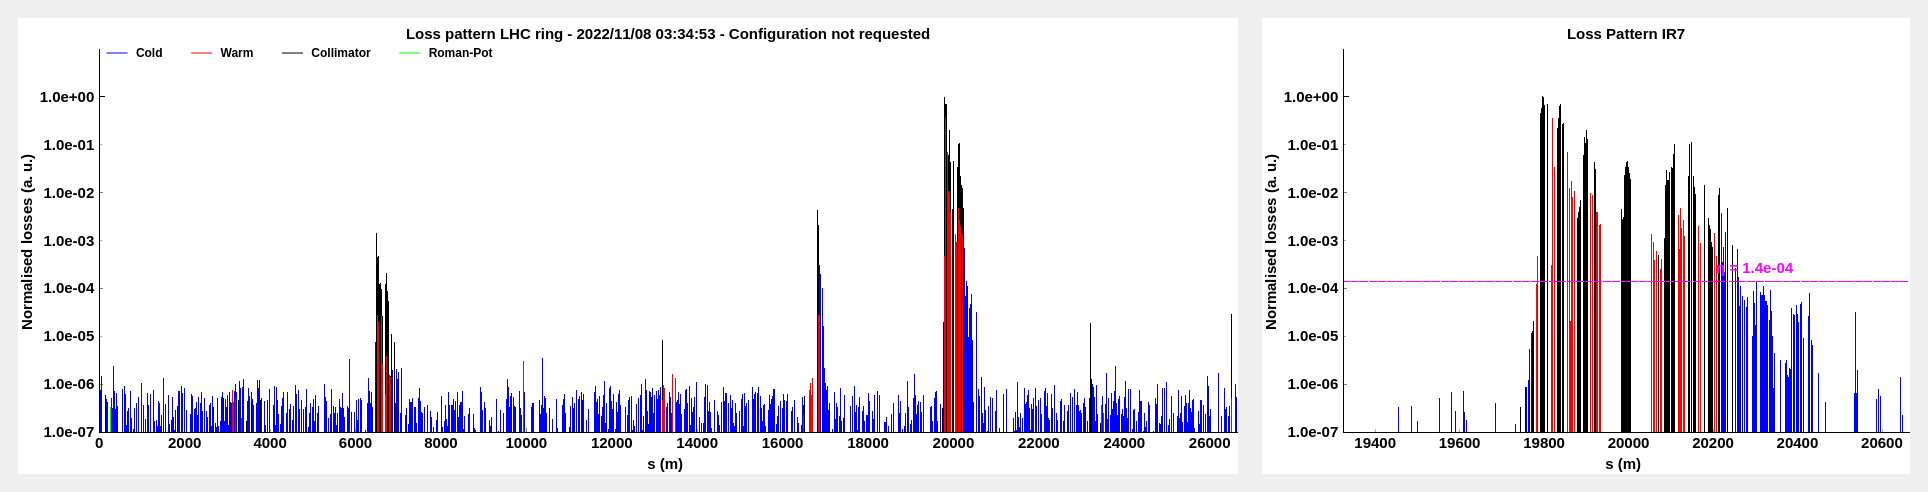 Loss pattern LHC ring - 2022/11/08 03:34:53 - Configuration not requested
Cold Warm Collimator Roman-Pot
Normalised losses (a. u.)
1.0e+00
1.0e-01
1.0e-02
1.0e-03
1.0e-04
1.0e-05
1.0e-06
1.0e-07
0 2000 4000 6000 8000 10000 12000 14000 16000 18000 20000 22000 24000 26000
s (m)
Loss Pattern IR7
Normalised losses (a. u.)
1.0e+00
1.0e-01
1.0e-02
1.0e-03
= 1.4e-04
1.0e-04
1.0e-05
1.0e-06
1.0e-07
19400 19600 19800 20000 20200 20400 20600
s (m)